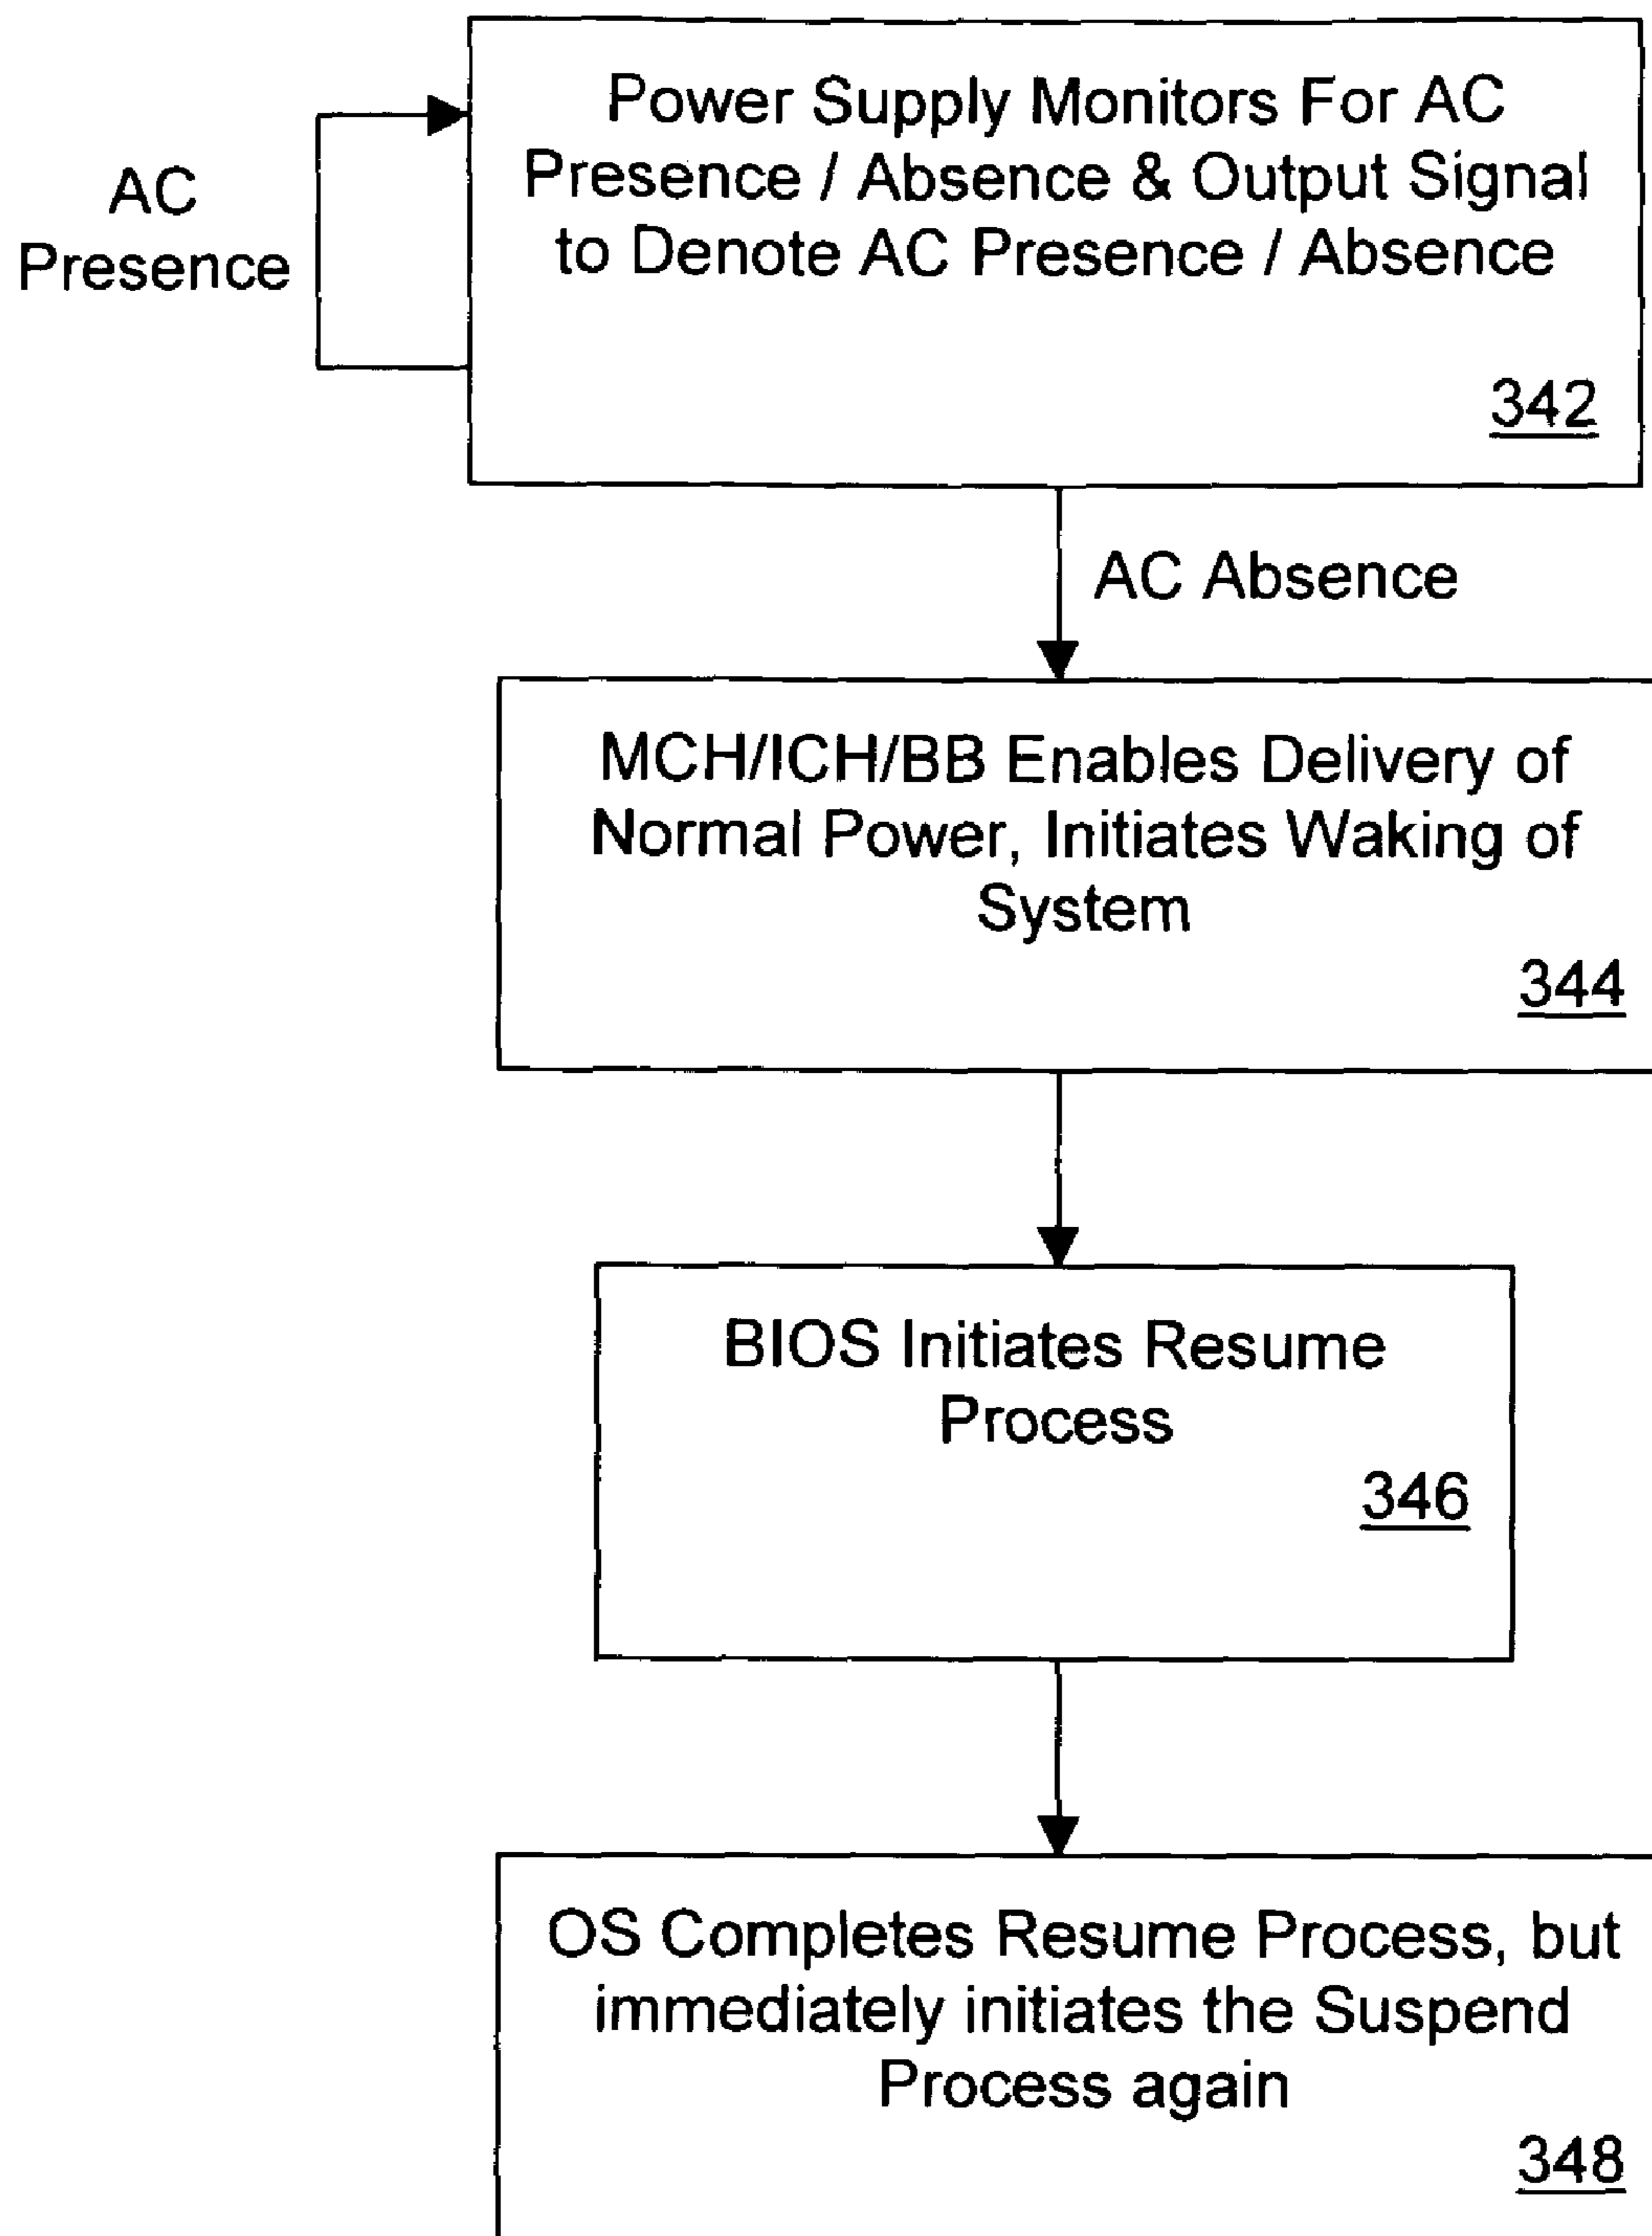 Power Supply Monitors For AC
Presence / Absence & Output Signal
to Denote AC Presence / Absence
342
AC
Presence
AC Absence
MCH/ICH/BB Enables Delivery of
Normal Power, Initiates Waking of
System
344
BIOS Initiates Resume
Process
346
OS Completes Resume Process, but
immediately initiates the Suspend
Process again
348